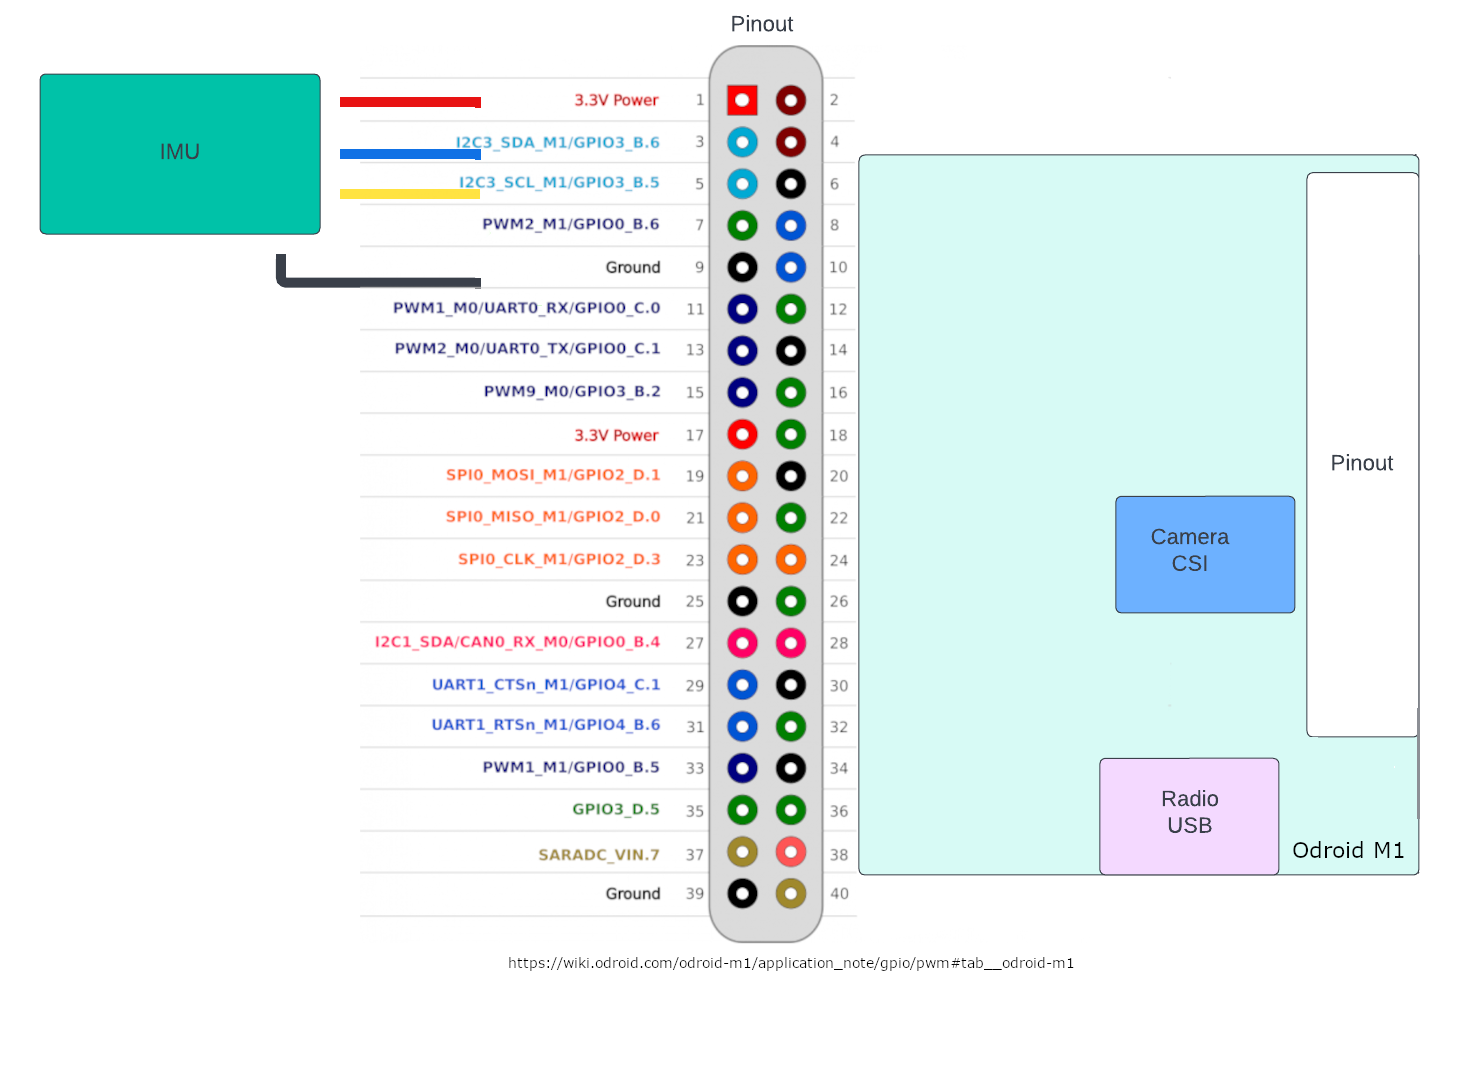 Pinout
IMU
3.3V Power 1 2
I2C3_SDA_M1/GPIO3_B.6 3 4
I2C3_SCL_M1/GPIO3_B.5 5 6
PWM2_M1/GPIO0_B.6 7 8
Ground 9 10
PWM1_M0/UART0_RX/GPIO0_C.0 11 12
PWM2_M0/UART0_TX/GPIO0_C.1 13 14
PWM9_M0/GPIO3_B.2 15 16
3.3V Power 17 18
SPI0_MOSI_M1/GPIO2_D.1 19 20
SPI0_MISO_M1/GPIO2_D.0 21 22
SPI0_CLK_M1/GPIO2_D.3 23 24
Ground 25 26
I2C1_SDA/CAN0_RX_M0/GPIO0_B.4 27 28
UART1_CTSn_M1/GPIO4_C.1 29 30
UART1_RTSn_M1/GPIO4_B.6 31 32
PWM1_M1/GPIO0_B.5 33 34
GPIO3_D.5 35 36
SARADC_VIN.7 37 38
Ground 39 40
Pinout
Camera
CSI
Radio
USB
Odroid M1
https://wiki.odroid.com/odroid-m1/application_note/gpio/pwm#tab__odroid-m1